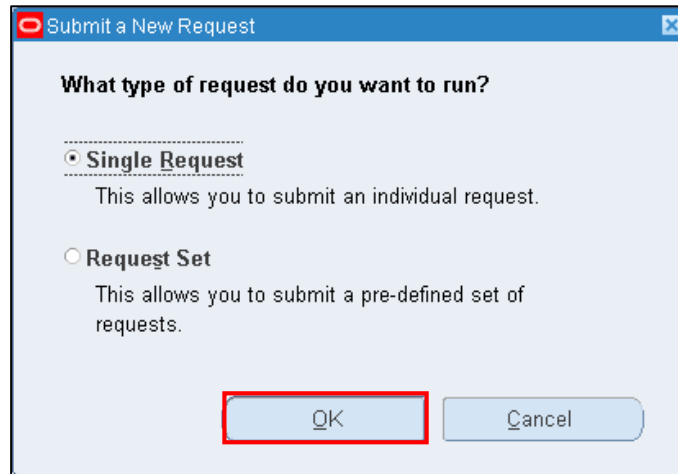 Submit a New Request
What type of request do you want to run?
Single Request
This allows you to submit an individual request.
Request Set
This allows you to submit a pre-defined set of
requests.
OK
Cancel